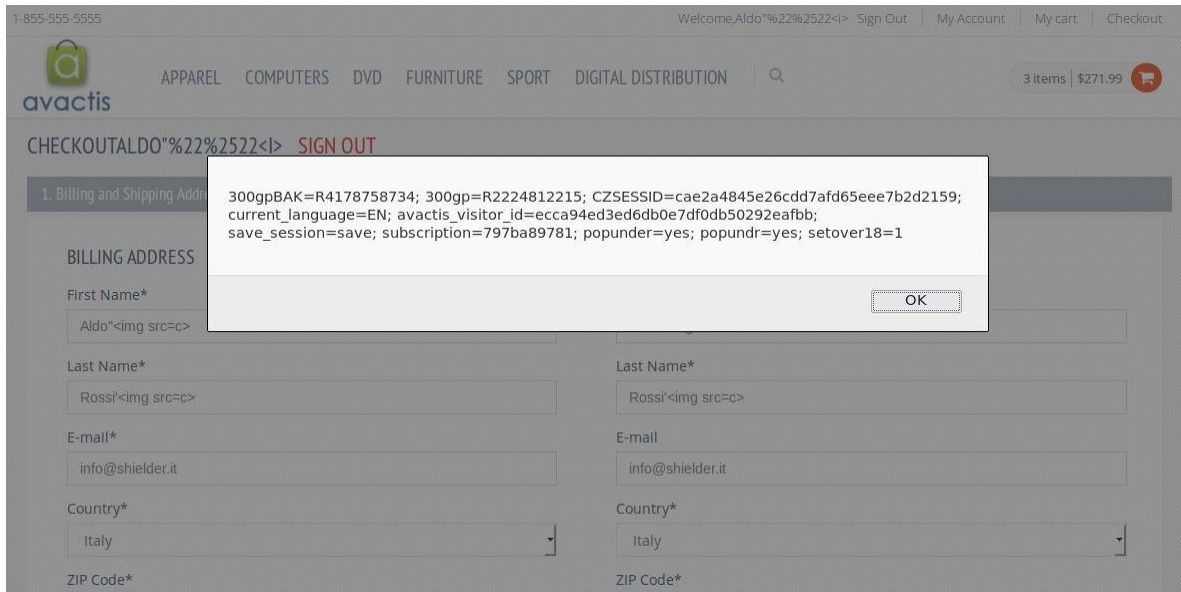 1-855-555-5555
Welcome,Aldo"%22%2522<i> Sign Out My Account My cart Checkout
avactis
APPAREL COMPUTERS DVD FURNITURE SPORT DIGITAL DISTRIBUTION
3 items $271.99
CHECKOUTALDO"%22%2522<I> SIGN OUT
1. Billing and Shipping Addre
300gpBAK=R4178758734; 300gp=R2224812215; CZSESSID=cae2a4845e26cdd7afd65eee7b2d2159;
current_language=EN; avactis_visitor_id=ecca94ed3ed6db0e7df0db50292eafbb;
save_session=save; subscription=797ba89781; popunder=yes; popundr=yes; setover18=1
OK
BILLING ADDRESS
First Name*
Aldo"<img src=c>
Last Name* Last Name*
Rossi'<img src=c> Rossi'<img src=c>
E-mail* E-mail
info@shielder.it info@shielder.it
Country* Country*
Italy Italy
ZIP Code* ZIP Code*